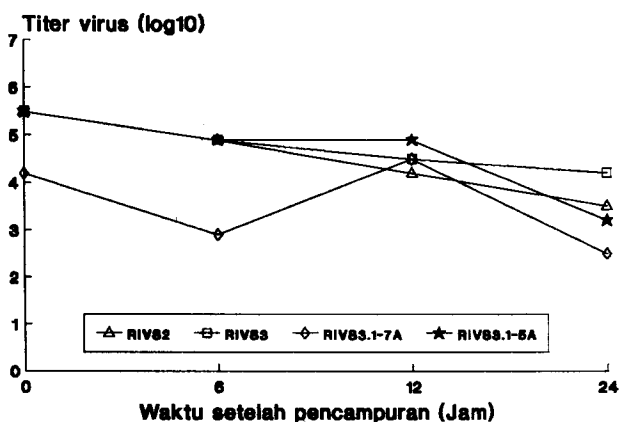 Titer virus (log10)
7
6
5
4
3
2
1
0
RIVS2 RIVS3 RIVS3.1-7A RIVS3.1-5A
0 6 12 24
Waktu setelah pencampuran (Jam)